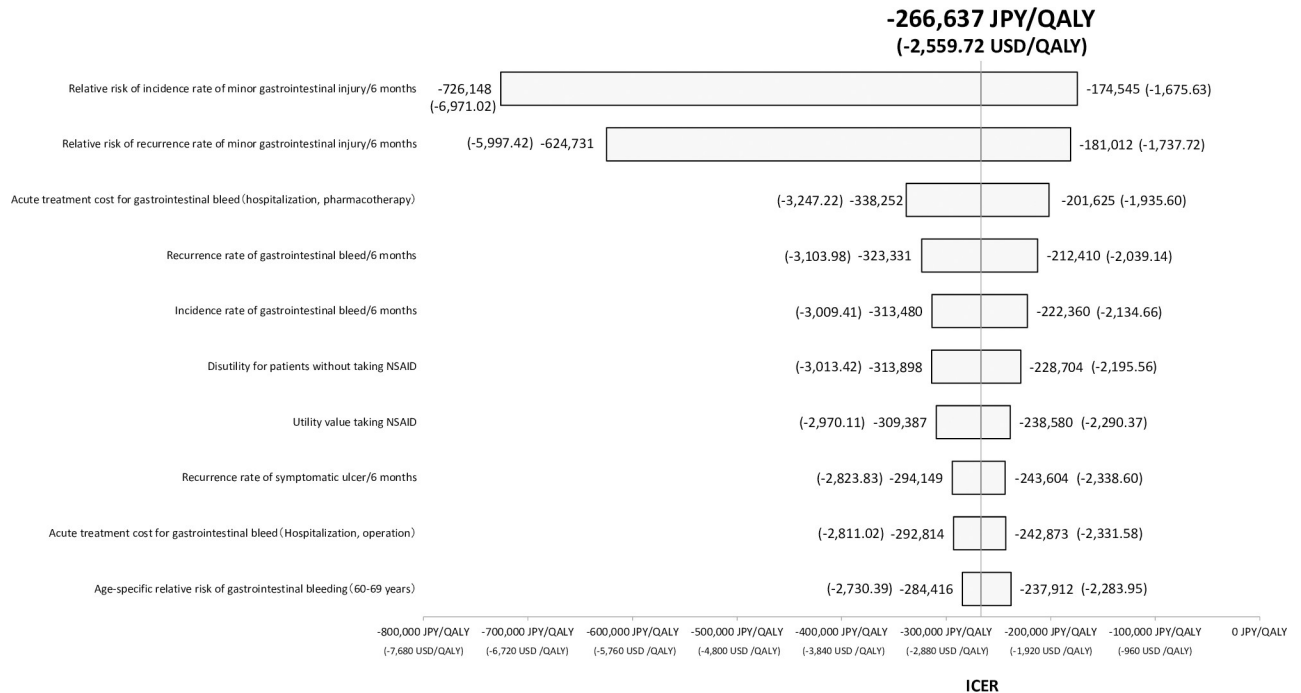 -266,637 JPY/QALY
(-2,559.72 USD/QALY)
Relative risk of incidence rate of minor gastrointestinal injury/6 months
-726,148
(-6,971.02)
-174,545 (-1,675.63)
Relative risk of recurrence rate of minor gastrointestinal injury/6 months
(-5,997.42) -624,731
-181,012 (-1,737.72)
Acute treatment cost for gastrointestinal bleed(hospitalization, pharmacotherapy)
(-3,247.22) -338,252
-201,625 (-1,935.60)
Recurrence rate of gastrointestinal bleed/6 months
(-3,103.98) -323,331
-212,410 (-2,039.14)
Incidence rate of gastrointestinal bleed/6 months
(-3,009.41) -313,480
-222,360 (-2,134.66)
Disutility for patients without taking NSAID
(-3,013.42) -313,898
-228,704 (-2,195.56)
Utility value taking NSAID
(-2,970.11) -309,387
-238,580 (-2,290.37)
Recurrence rate of symptomatic ulcer/6 months
(-2,823.83) -294,149
-243,604 (-2,338.60)
Acute treatment cost for gastrointestinal bleed(Hospitalization, operation)
(-2,811.02) -292,814
-242,873 (-2,331.58)
Age-specific relative risk of gastrointestinal bleeding(60-69 years)
(-2,730.39) -284,416
-237,912 (-2,283.95)
-800,000 JPY/QALY -700,000 JPY/QALY -600,000 JPY/QALY -500,000 JPY/QALY -400,000 JPY/QALY -300,000 JPY/QALY -200,000 JPY/QALY -100,000 JPY/QALY 0 JPY/QALY
(-7,680 USD/QALY) (-6,720 USD /QALY) (-5,760 USD /QALY) (-4,800 USD /QALY) (-3,840 USD /QALY) (-2,880 USD /QALY) (-1,920 USD /QALY) (-960 USD /QALY)
ICER